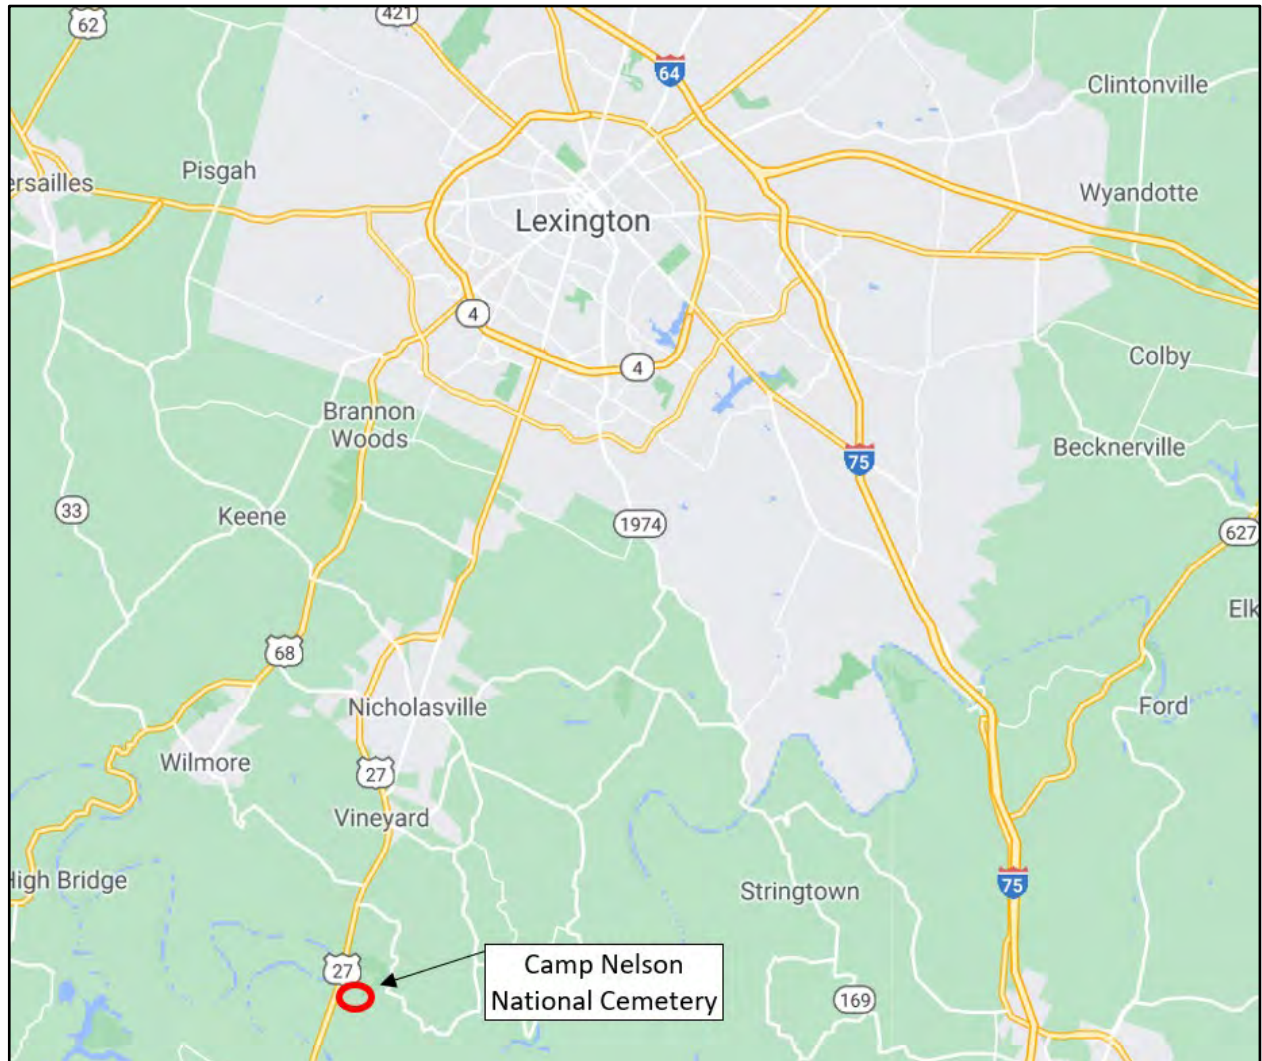 421
62
64
Clintonville
Pisgah
ersailles
Wyandotte
Lexington
4
4
Colby
Brannon
Woods
Becknerville
75
33
Keene
1974
627
Elk
68
Nicholasville
Ford
Wilmore
27
Vineyard
High Bridge
75
Stringtown
27
Camp Nelson
National Cemetery
169